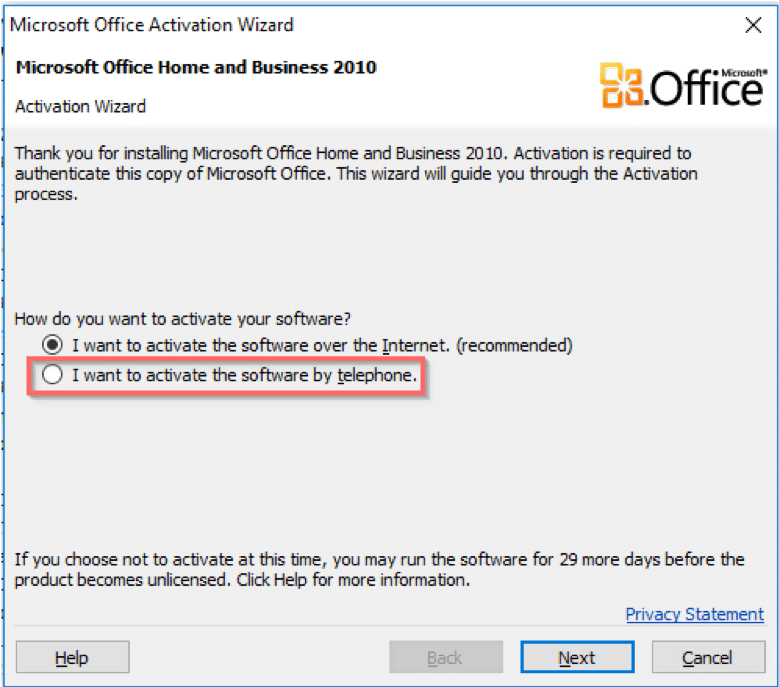 Microsoft Office Activation Wizard
Microsoft Office Home and Business 2010
Microsoft®
Office
Activation Wizard
Thank you for installing Microsoft Office Home and Business 2010. Activation is required to
authenticate this copy of Microsoft Office. This wizard will guide you through the Activation
process.
How do you want to activate your software?
I want to activate the software over the Internet. (recommended)
I want to activate the software by telephone.
If you choose not to activate at this time, you may run the software for 29 more days before the
product becomes unlicensed. Click Help for more information.
Privacy Statement
Help
Back
Next
Cancel